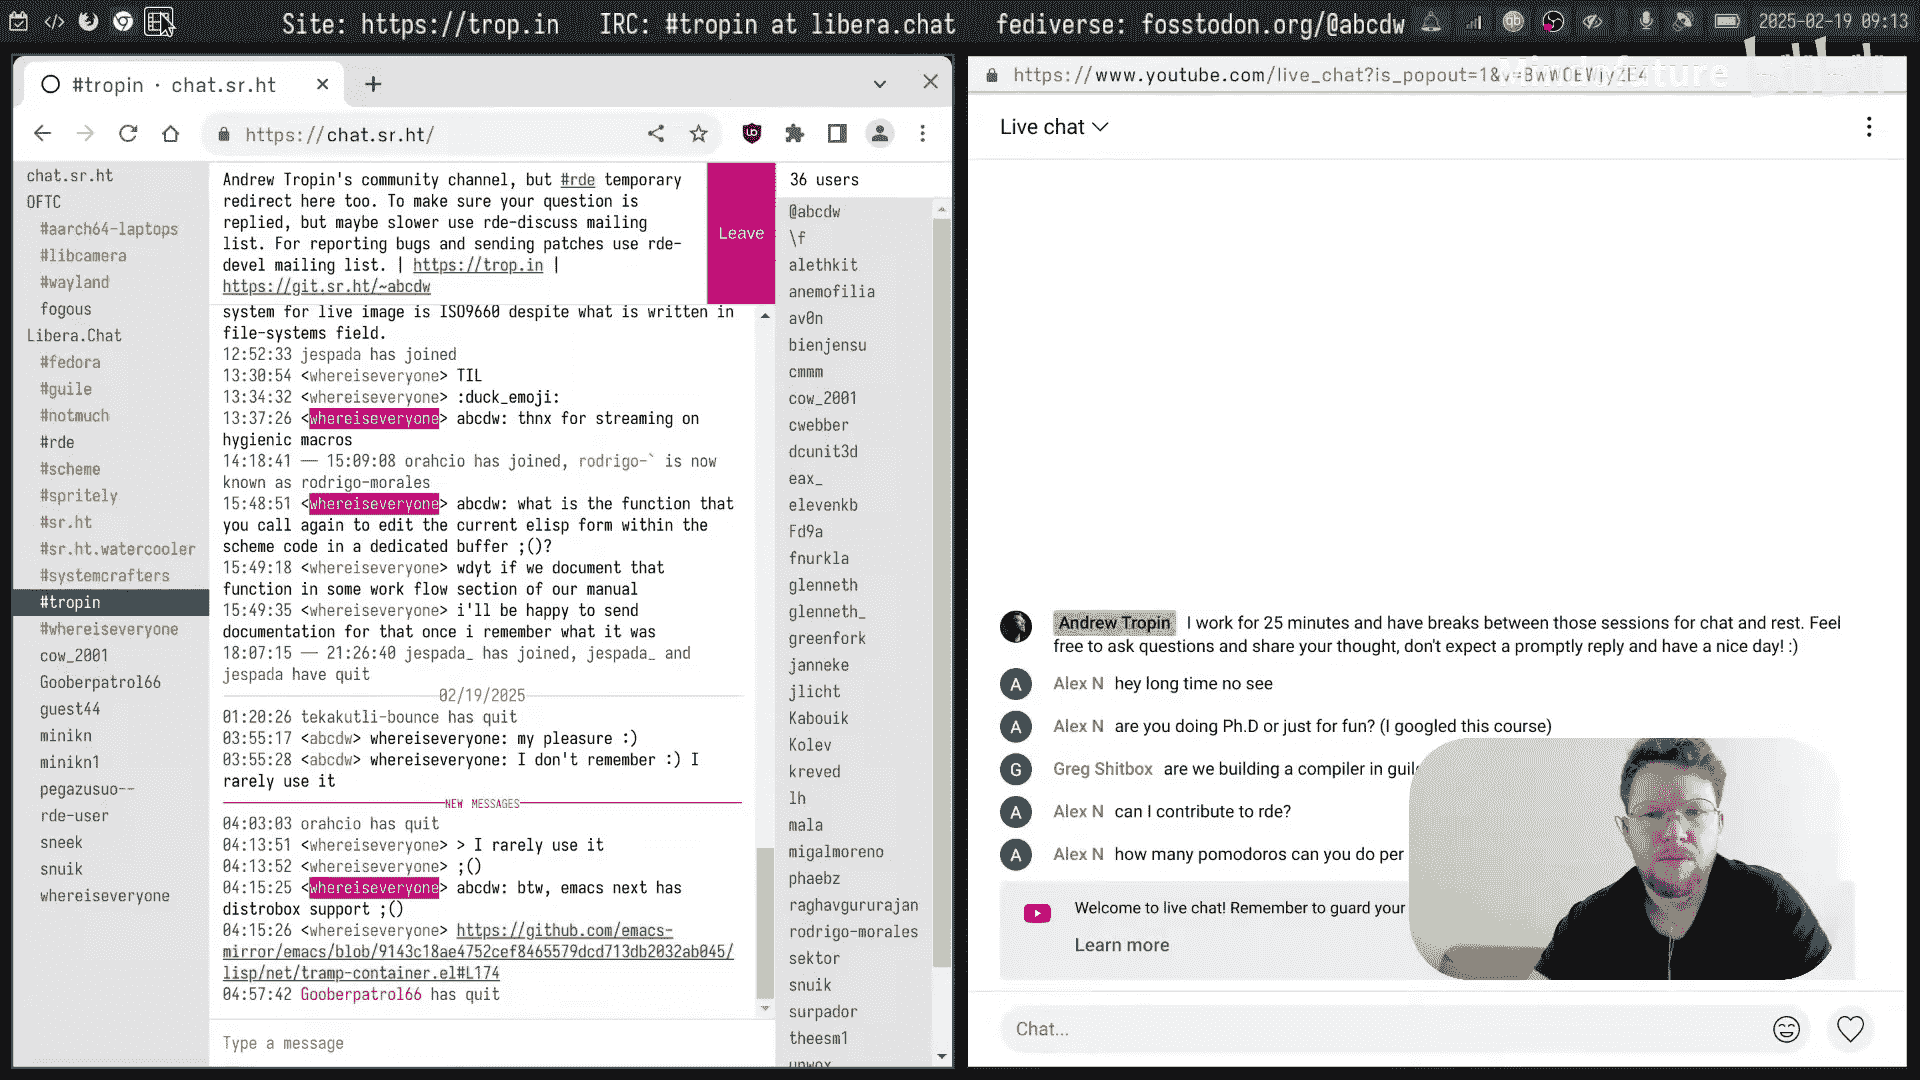 Site: https://trop.in IRC: #tropin at libera.chat fediverse: fosstodon.org/@abcdw
2025-02-19 09:13
#tropin · chat.sr.ht
https://chat.sr.ht/
chat.sr.ht
OFTC
#aarch64-laptops
#libcamera
#wayland
fogous
Libera.Chat
#fedora
#guile
#notmuch
#rde
#scheme
#spritely
#sr.ht
#sr.ht.watercooler
#systemcrafters
#tropin
#whereiseveryone
cow_2001
Gooberpatrol66
guest44
minikn
minikn1
pegazusuo--
rde-user
sneek
snuik
whereiseveryone
Andrew Tropin's community channel, but #rde temporary
redirect here too. To make sure your question is
replied, but maybe slower use rde-discuss mailing
list. For reporting bugs and sending patches use rde-
devel mailing list. | https://trop.in |
https://git.sr.ht/~abcdw
Leave
system for live image is ISO9660 despite what is written in
file-systems field.
12:52:33 jespada has joined
13:30:54 <whereiseveryone> TIL
13:34:32 <whereiseveryone> :duck_emoji:
13:37:26 <whereiseveryone> abcdw: thnx for streaming on
hygienic macros
14:18:41 — 15:09:08 orahcio has joined, rodrigo-` is now
known as rodrigo-morales
15:48:51 <whereiseveryone> abcdw: what is the function that
you call again to edit the current elisp form within the
scheme code in a dedicated buffer ;()?
15:49:18 <whereiseveryone> wdyt if we document that
function in some work flow section of our manual
15:49:35 <whereiseveryone> i'll be happy to send
documentation for that once i remember what it was
18:07:15 — 21:26:40 jespada_ has joined, jespada_ and
jespada have quit
02/19/2025
01:20:26 tekakutli-bounce has quit
03:55:17 <abcdw> whereiseveryone: my pleasure :)
03:55:28 <abcdw> whereiseveryone: I don't remember :) I
rarely use it
NEW MESSAGES
04:03:03 orahcio has quit
04:13:51 <whereiseveryone> > I rarely use it
04:13:52 <whereiseveryone> ;()
04:15:25 <whereiseveryone> abcdw: btw, emacs next has
distrobox support ;()
04:15:26 <whereiseveryone> https://github.com/emacs-
mirror/emacs/blob/9143c18ae4752cef8465579dcd713db2032ab045/
lisp/net/tramp-container.el#L174
04:57:42 Gooberpatrol66 has quit
Type a message
36 users
@abcdw
\f
alethkit
anemofilia
av0n
bienjensu
cmmm
cow_2001
cwebber
dcunit3d
eax_
elevenkb
Fd9a
fnurkla
glenneth
glenneth_
greenfork
janneke
jlicht
Kabouik
Kolev
kreved
lh
mala
migalmoreno
phaebz
raghavgururajan
rodrigo-morales
sektor
snuik
surpador
theesm1
https://www.youtube.com/live_chat?is_popout=1&v=
Live chat
Andrew Tropin I work for 25 minutes and have breaks between those sessions for chat and rest. Feel
free to ask questions and share your thought, don't expect a promptly reply and have a nice day! :)
A Alex N hey long time no see
A Alex N are you doing Ph.D or just for fun? (I googled this course)
G Greg Shitbox are we building a compiler in
A Alex N can I contribute to rde?
A Alex N how many pomodoros can you do per
Welcome to live chat! Remember to guard your
Learn more
Chat...